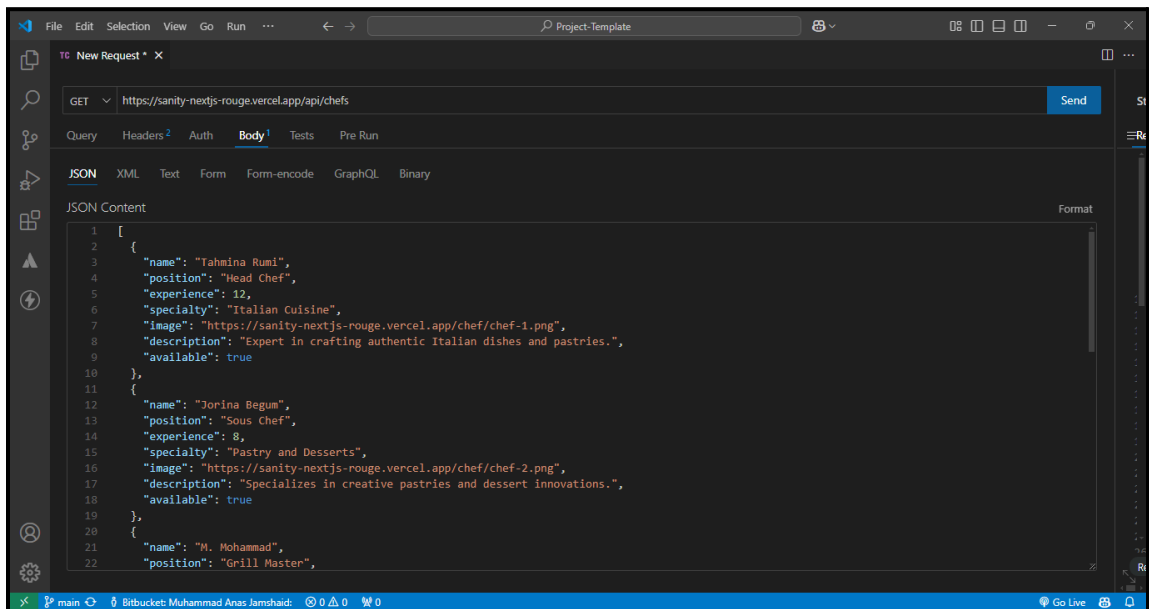 File Edit Selection View Go Run ··· ← → Project-Template
TC New Request * ×
GET https://sanity-nextjs-rouge.vercel.app/api/chefs Send
Query Headers 2 Auth Body 1 Tests Pre Run
JSON XML Text Form Form-encode GraphQL Binary
JSON Content Format
1 [
2 {
3 "name": "Tahmina Rumi",
4 "position": "Head Chef",
5 "experience": 12,
6 "specialty": "Italian Cuisine",
7 "image": "https://sanity-nextjs-rouge.vercel.app/chef/chef-1.png",
8 "description": "Expert in crafting authentic Italian dishes and pastries.",
9 "available": true
10 },
11 {
12 "name": "Jorina Begum",
13 "position": "Sous Chef",
14 "experience": 8,
15 "specialty": "Pastry and Desserts",
16 "image": "https://sanity-nextjs-rouge.vercel.app/chef/chef-2.png",
17 "description": "Specializes in creative pastries and dessert innovations.",
18 "available": true
19 },
20 {
21 "name": "M. Mohammad",
22 "position": "Grill Master",
main Bitbucket: Muhammad Anas Jamshaid: 0 0 0 Go Live